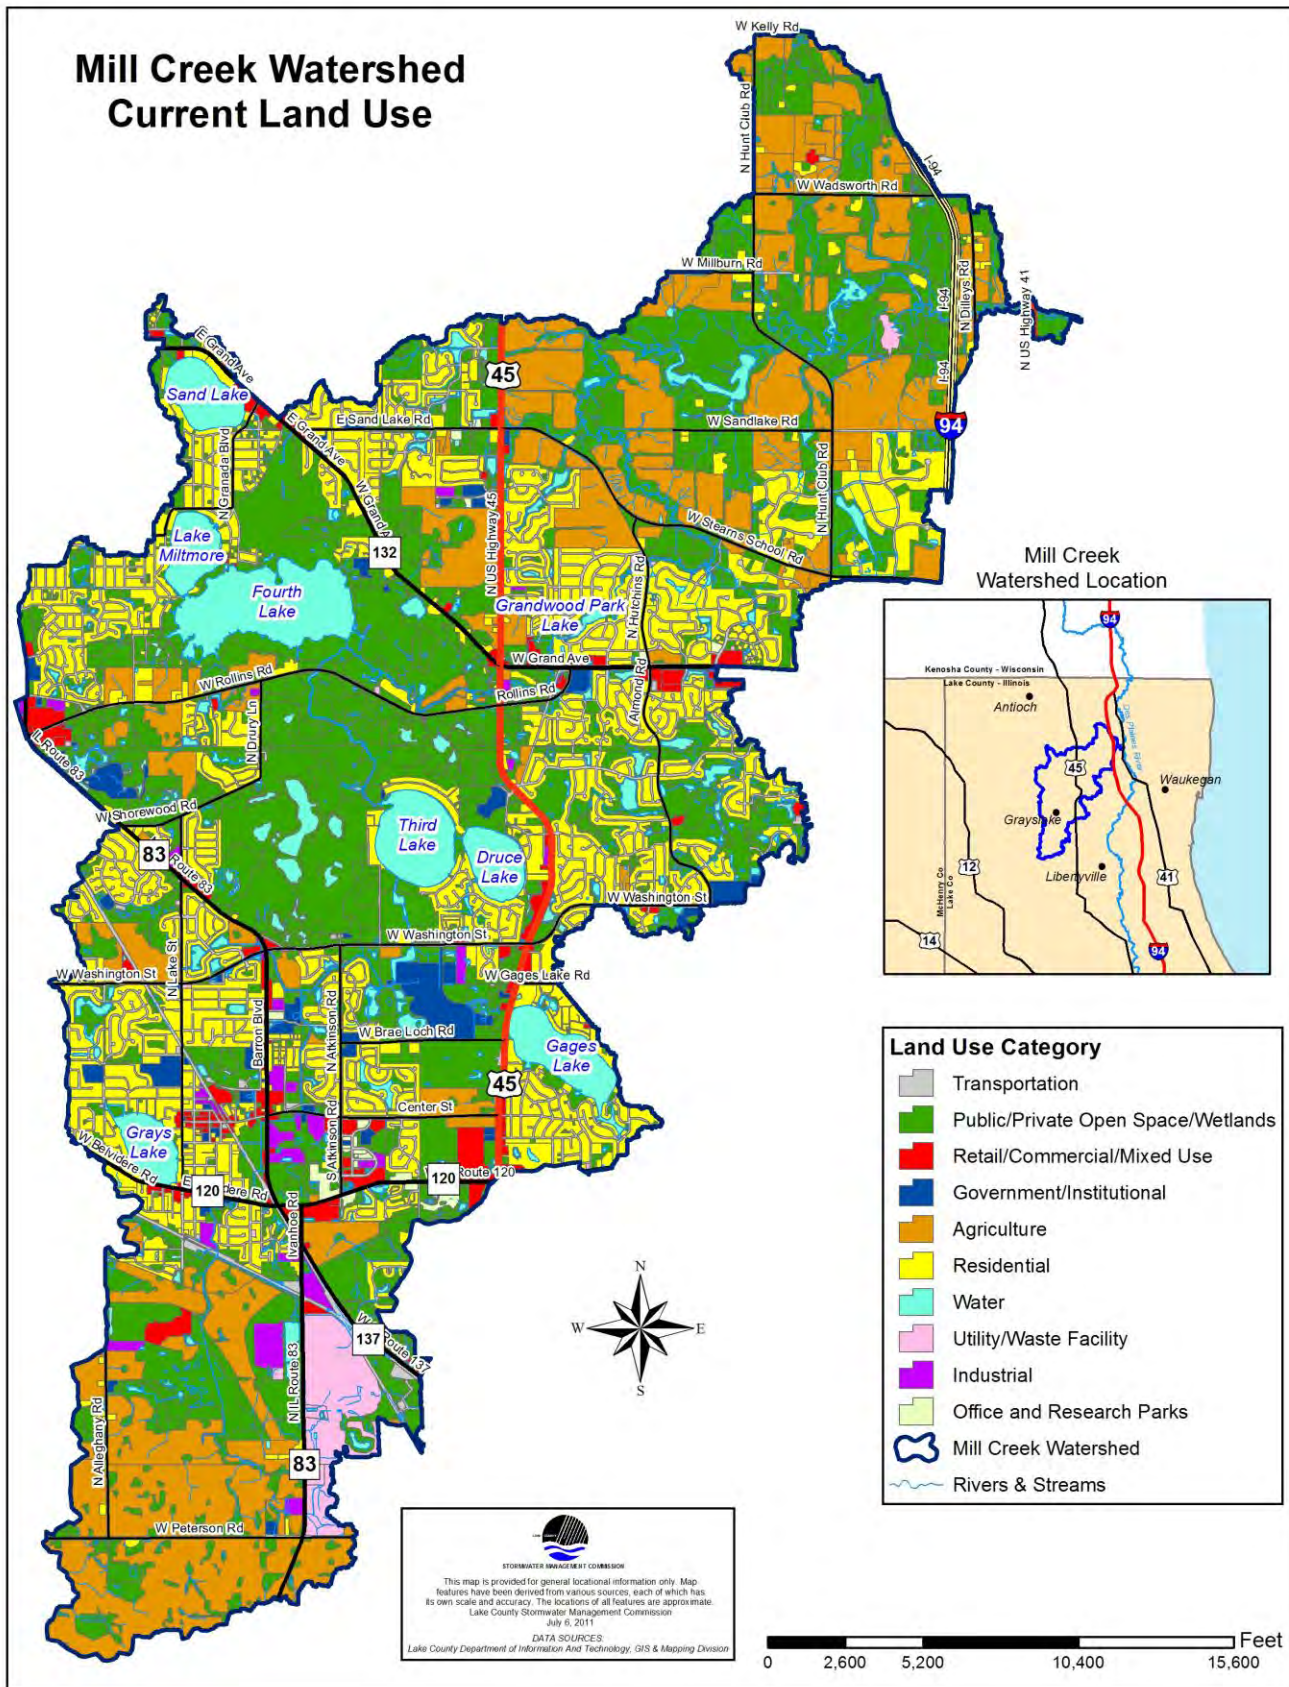 Mill Creek Watershed
Current Land Use
W Kelly Rd
N Hunt Club Rd
I-94
W Wadsworth Rd
W Millburn Rd
N Dilleys Rd
I-94
I-94
N US Highway 41
E Grand Ave
Sand Lake
45
E Grand Ave
E Sand Lake Rd
W Sandlake Rd
94
N Granada Blvd
N Hunt Club Rd
W Grand A
N US Highway 45
W Stearns School Rd
Lake
Miltmore
132
Fourth
Lake
N Hutchins Rd
Grandwood Park
Lake
W Grand Ave
W Rollins Rd
Rollins Rd
Almond Rd
N Drury Ln
IL Route 83
W Shorewood Rd
83
Route 83
Third
Lake
Druce
Lake
W Washington St
W Washington St
W Washington St
N Lake St
W Gages Lake Rd
Barron Blvd
N Atkinson Rd
W Brae Loch Rd
Gages
Lake
45
Center St
S Atkinson Rd
Grays
Lake
W Belvidere Rd
120
E
dere Rd
120
Route 120
Ivanhoe Rd
137
W
Route 137
N IL Route 83
N Alleghany Rd
83
W Peterson Rd
N
W
E
S
Mill Creek
Watershed Location
94
Kenosha County - Wisconsin
Lake County - Illinois
Antioch
Des Plaines River
45
Waukegan
Grayslake
12
Libertyville
41
McHenry Co
Lake Co
14
94
Land Use Category
Transportation
Public/Private Open Space/Wetlands
Retail/Commercial/Mixed Use
Government/Institutional
Agriculture
Residential
Water
Utility/Waste Facility
Industrial
Office and Research Parks
Mill Creek Watershed
Rivers & Streams
STORMWATER MANAGEMENT COMMISSION
This map is provided for general locational information only. Map
features have been derived from various sources, each of which has
its own scale and accuracy. The locations of all features are approximate.
Lake County Stormwater Management Commission
July 6, 2011
DATA SOURCES:
Lake County Department of Information And Technology, GIS & Mapping Division
Feet
0 2,600 5,200 10,400 15,600